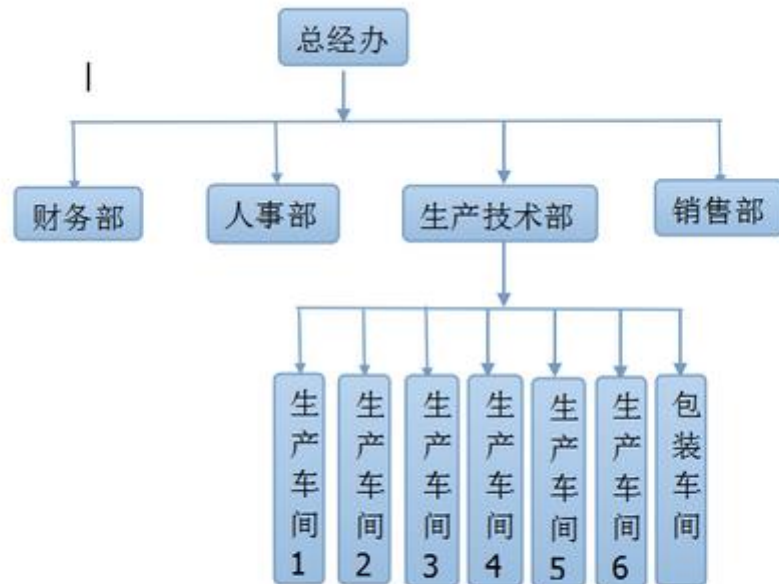 总经办
财务部
人事部
生产技术部
销售部
生产车间1
生产车间2
生产车间3
生产车间4
生产车间5
生产车间6
包装车间